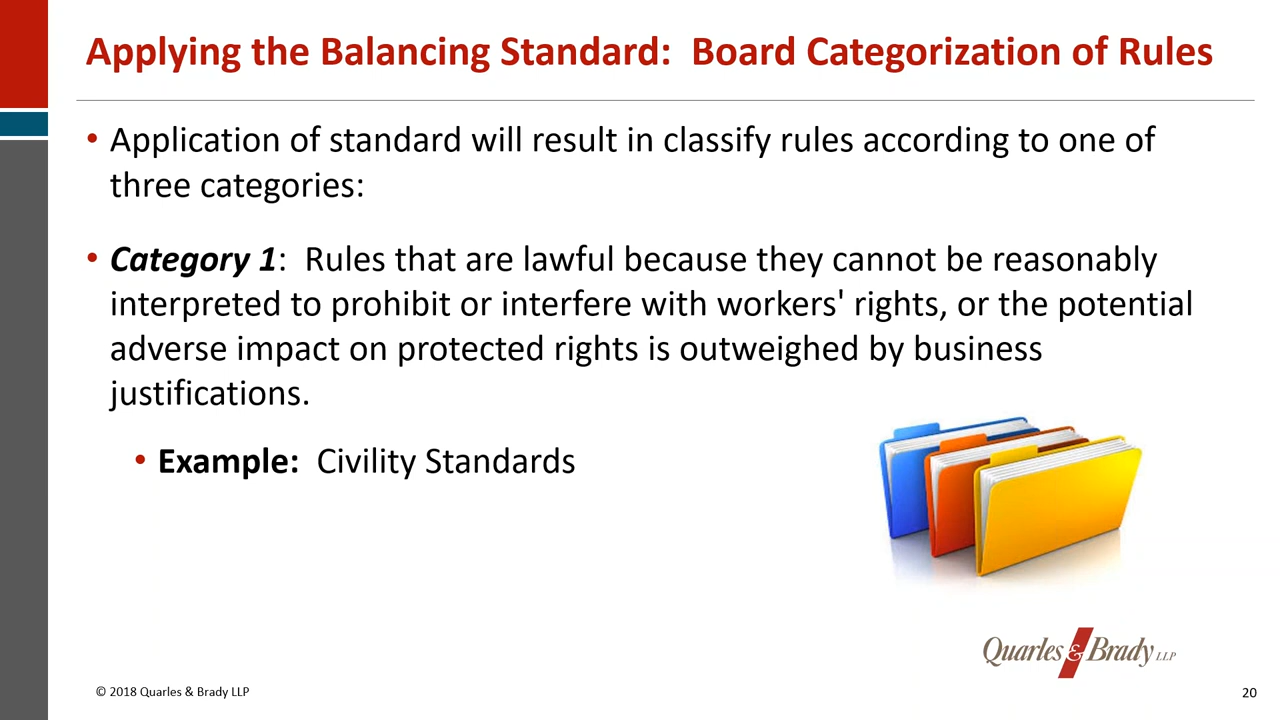 Applying the Balancing Standard:  Board Categorization of Rules
• Application of standard will result in classify rules according to one of
three categories:
• Category 1:  Rules that are lawful because they cannot be reasonably
interpreted to prohibit or interfere with workers' rights, or the potential
adverse impact on protected rights is outweighed by business
justifications.
• Example:  Civility Standards
Quarles & Brady LLP
© 2018 Quarles & Brady LLP
20